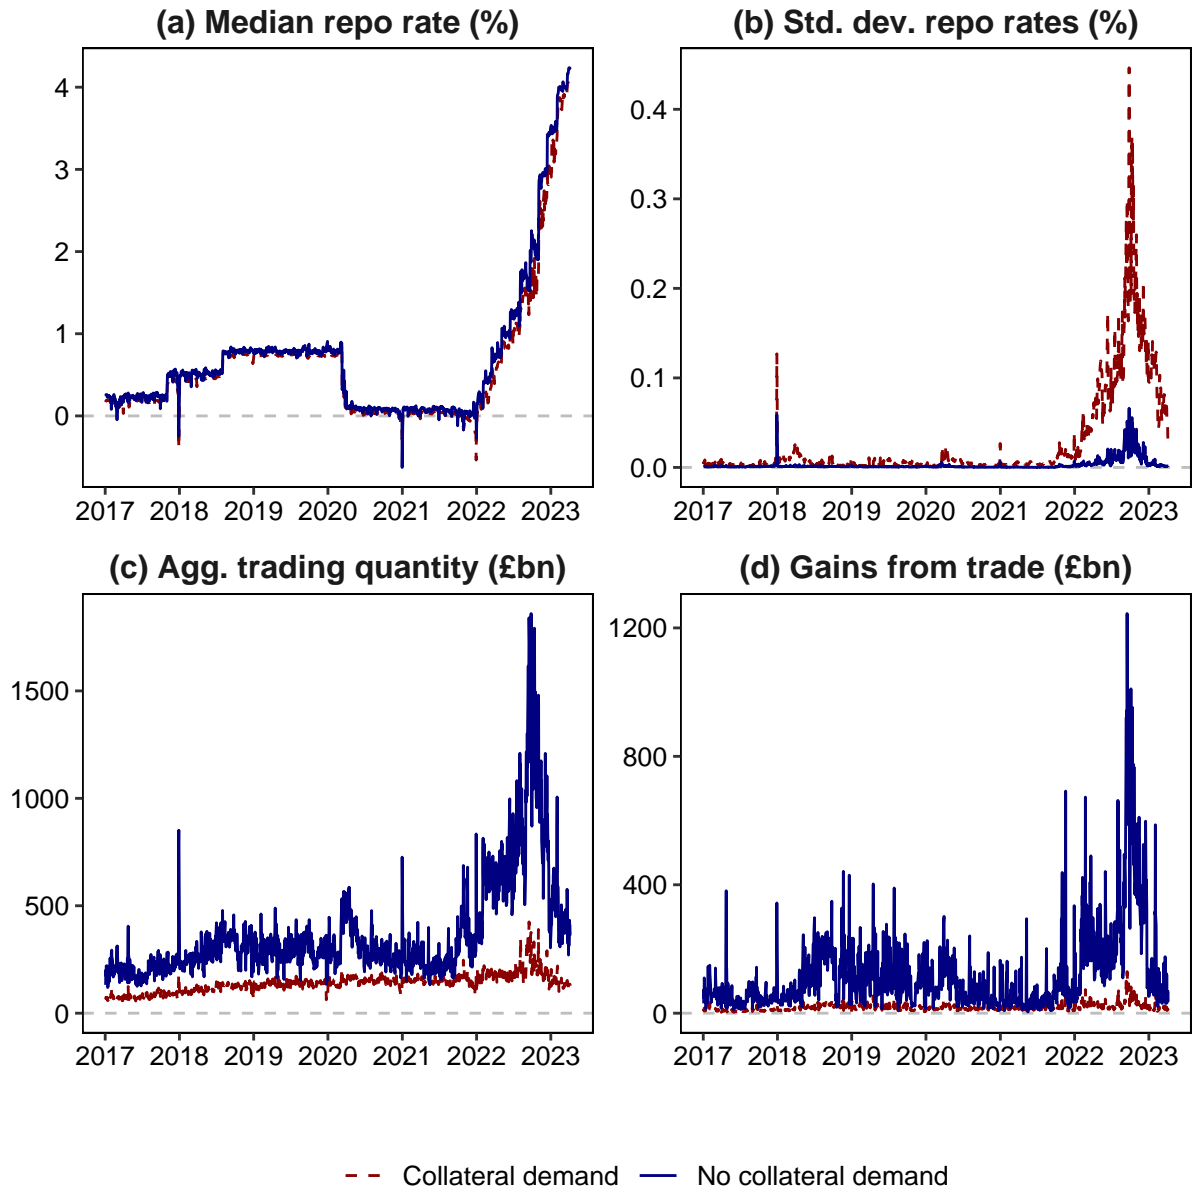 (a) Median repo rate (%)
4
3
2
1
0
2017 2018 2019 2020 2021 2022 2023
(b) Std. dev. repo rates (%)
0.4
0.3
0.2
0.1
0.0
2017 2018 2019 2020 2021 2022 2023
(c) Agg. trading quantity (£bn)
1500
1000
500
0
2017 2018 2019 2020 2021 2022 2023
(d) Gains from trade (£bn)
1200
800
400
0
2017 2018 2019 2020 2021 2022 2023
Collateral demand No collateral demand